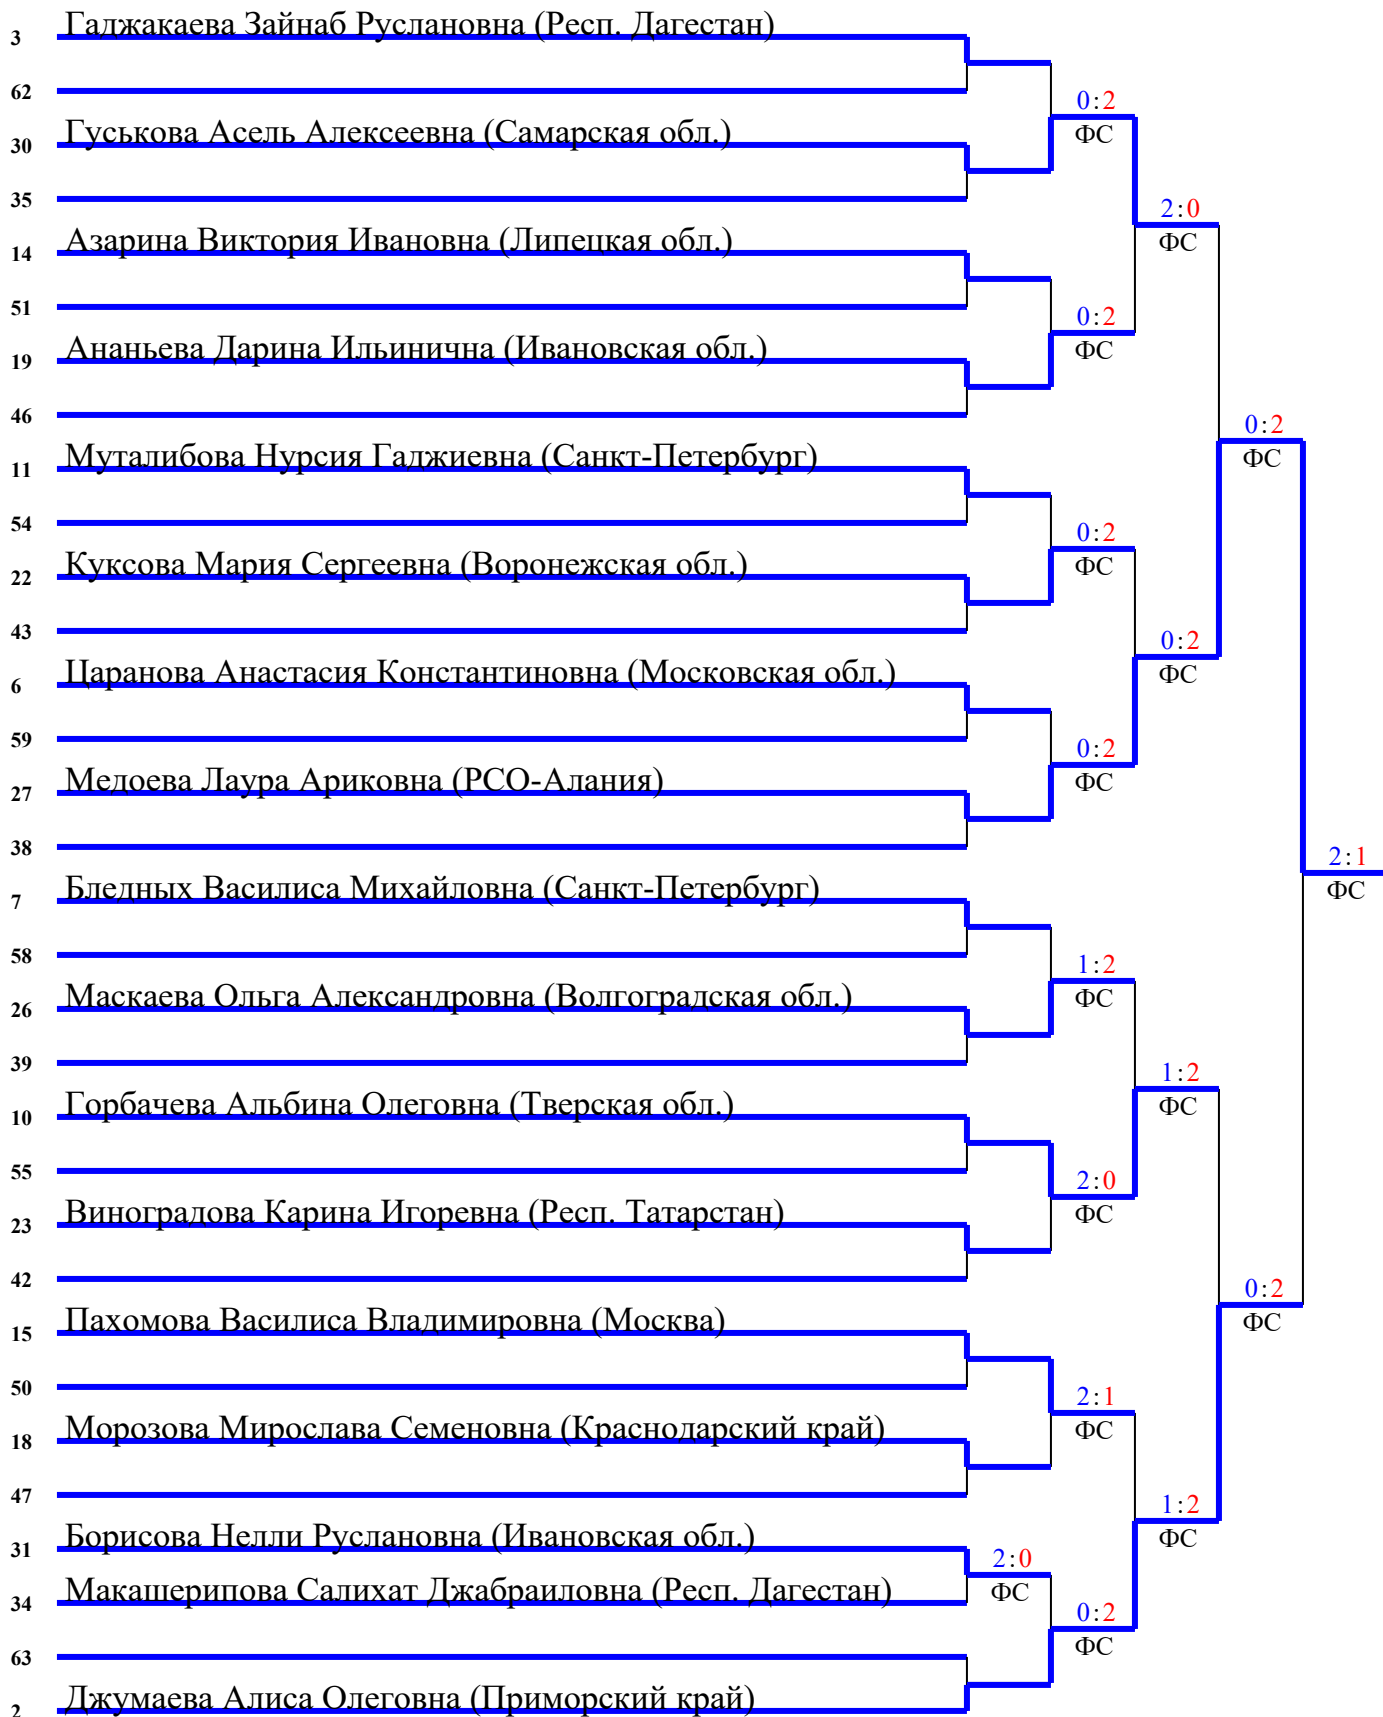 3 Гаджакаева Зайнаб Руслановна (Респ. Дагестан)
62
0:2
ФС
30 Гуськова Асель Алексеевна (Самарская обл.)
35
2:0
ФС
14 Азарина Виктория Ивановна (Липецкая обл.)
51
0:2
ФС
19 Ананьева Дарина Ильинична (Ивановская обл.)
46
0:2
ФС
11 Муталибова Нурсия Гаджиевна (Санкт-Петербург)
54
0:2
ФС
22 Куксова Мария Сергеевна (Воронежская обл.)
43
0:2
ФС
6 Царанова Анастасия Константиновна (Московская обл.)
59
0:2
ФС
27 Медоева Лаура Ариковна (РСО-Алания)
38
2:1
ФС
7 Бледных Василиса Михайловна (Санкт-Петербург)
58
1:2
ФС
26 Маскаева Ольга Александровна (Волгоградская обл.)
39
1:2
ФС
10 Горбачева Альбина Олеговна (Тверская обл.)
55
2:0
ФС
23 Виноградова Карина Игоревна (Респ. Татарстан)
42
0:2
ФС
15 Пахомова Василиса Владимировна (Москва)
50
2:1
ФС
18 Морозова Мирослава Семеновна (Краснодарский край)
47
1:2
ФС
31 Борисова Нелли Руслановна (Ивановская обл.)
2:0
ФС
34 Макашерипова Салихат Джабраиловна (Респ. Дагестан)
0:2
ФС
63
2 Джумаева Алиса Олеговна (Приморский край)